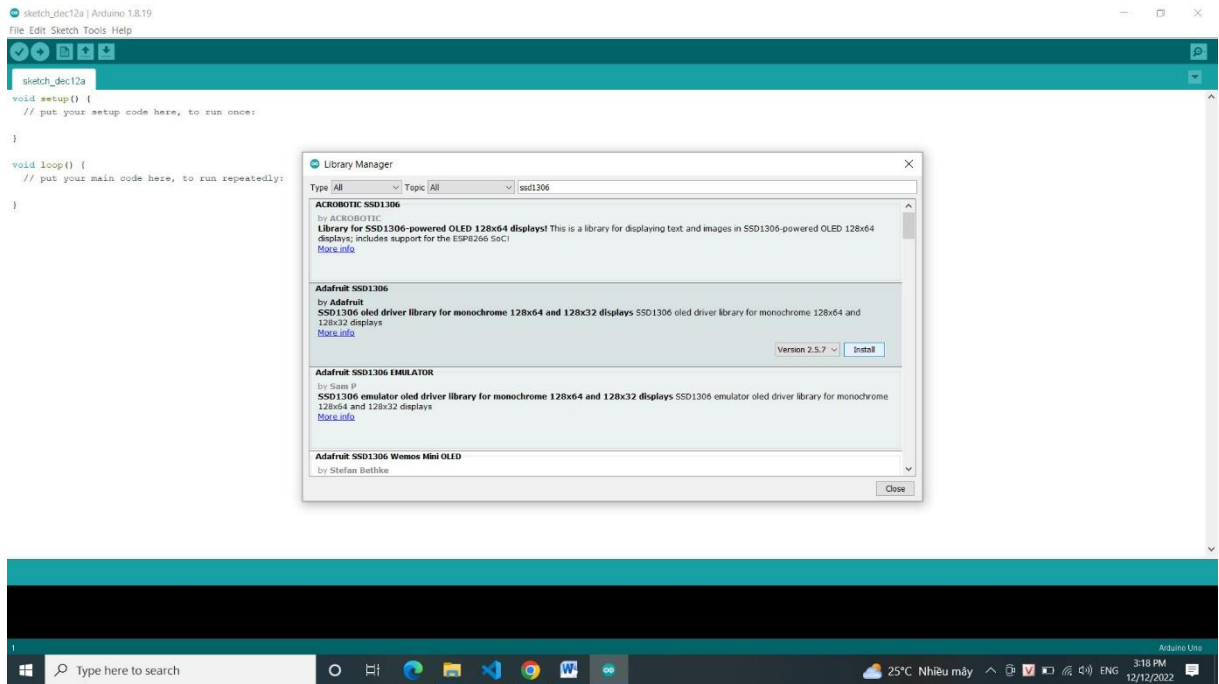 sketch_dec12a | Arduino 1.8.19
File Edit Sketch Tools Help
sketch_dec12a
void setup() {
// put your setup code here, to run once:
}
void loop() {
// put your main code here, to run repeatedly:
}
Library Manager
Type All Topic All ssd1306
ACROBOTIC SSD1306
by ACROBOTIC
Library for SSD1306-powered OLED 128x64 displays! This is a library for displaying text and images in SSD1306-powered OLED 128x64
displays; includes support for the ESP8266 SoC!
More info
Adafruit SSD1306
by Adafruit
SSD1306 oled driver library for monochrome 128x64 and 128x32 displays SSD1306 oled driver library for monochrome 128x64 and
128x32 displays
More info
Version 2.5.7 Install
Adafruit SSD1306 EMULATOR
by Sam P
SSD1306 emulator oled driver library for monochrome 128x64 and 128x32 displays SSD1306 emulator oled driver library for monochrome
128x64 and 128x32 displays
More info
Adafruit SSD1306 Wemos Mini OLED
by Stefan Bethke
Close
1
Arduino Uno
Type here to search
25°C Nhiều mây
ENG
3:18 PM
12/12/2022